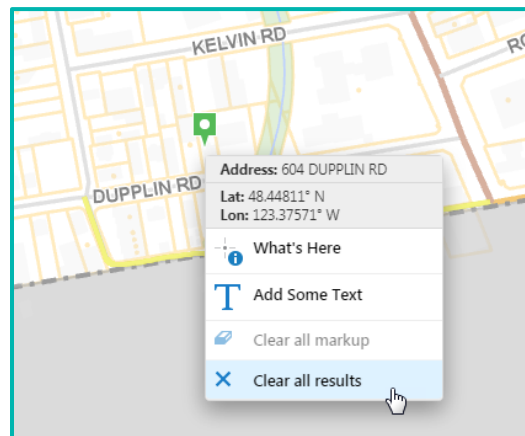 KELVIN RD
RO
DUPPLIN RD
Address: 604 DUPPLIN RD
Lat: 48.44811° N
Lon: 123.37571° W
What's Here
Add Some Text
Clear all markup
Clear all results